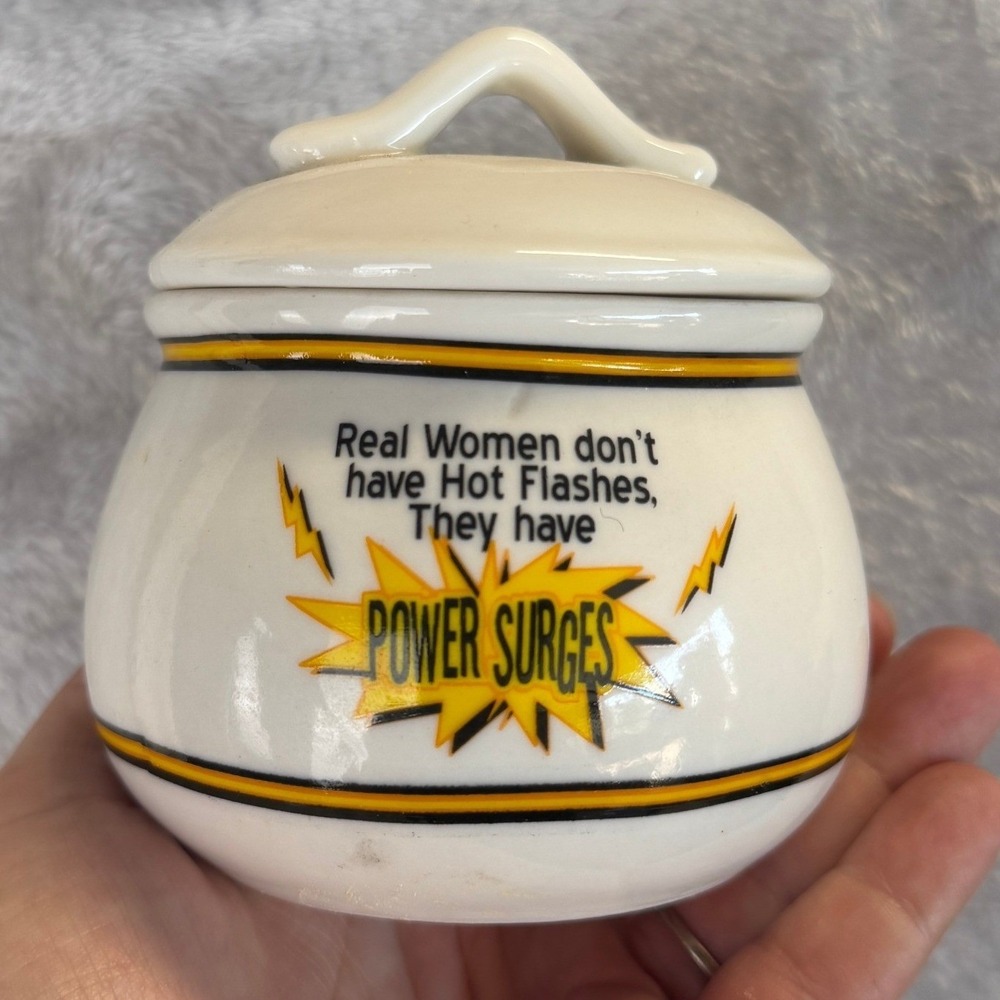 Real Women don't
have Hot Flashes,
They have
POWER SURGES